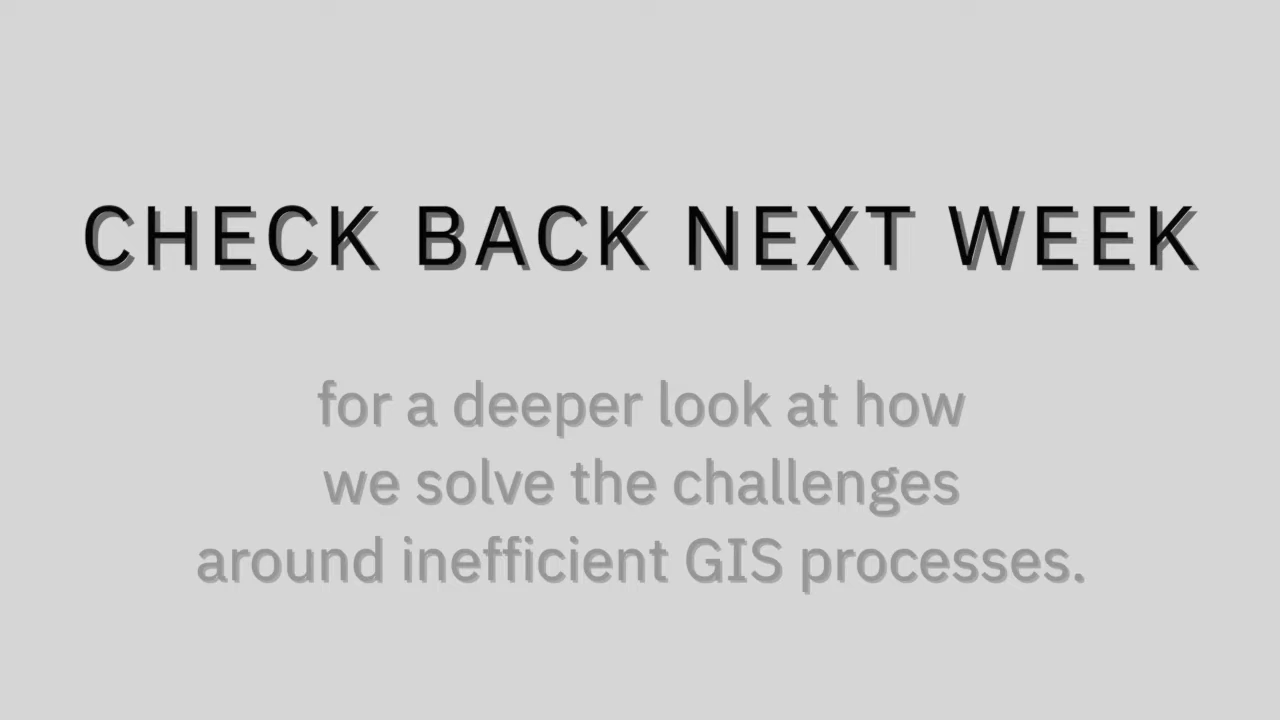 CHECK BACK NEXT WEEK
for a deeper look at how
we solve the challenges
around inefficient GIS processes.